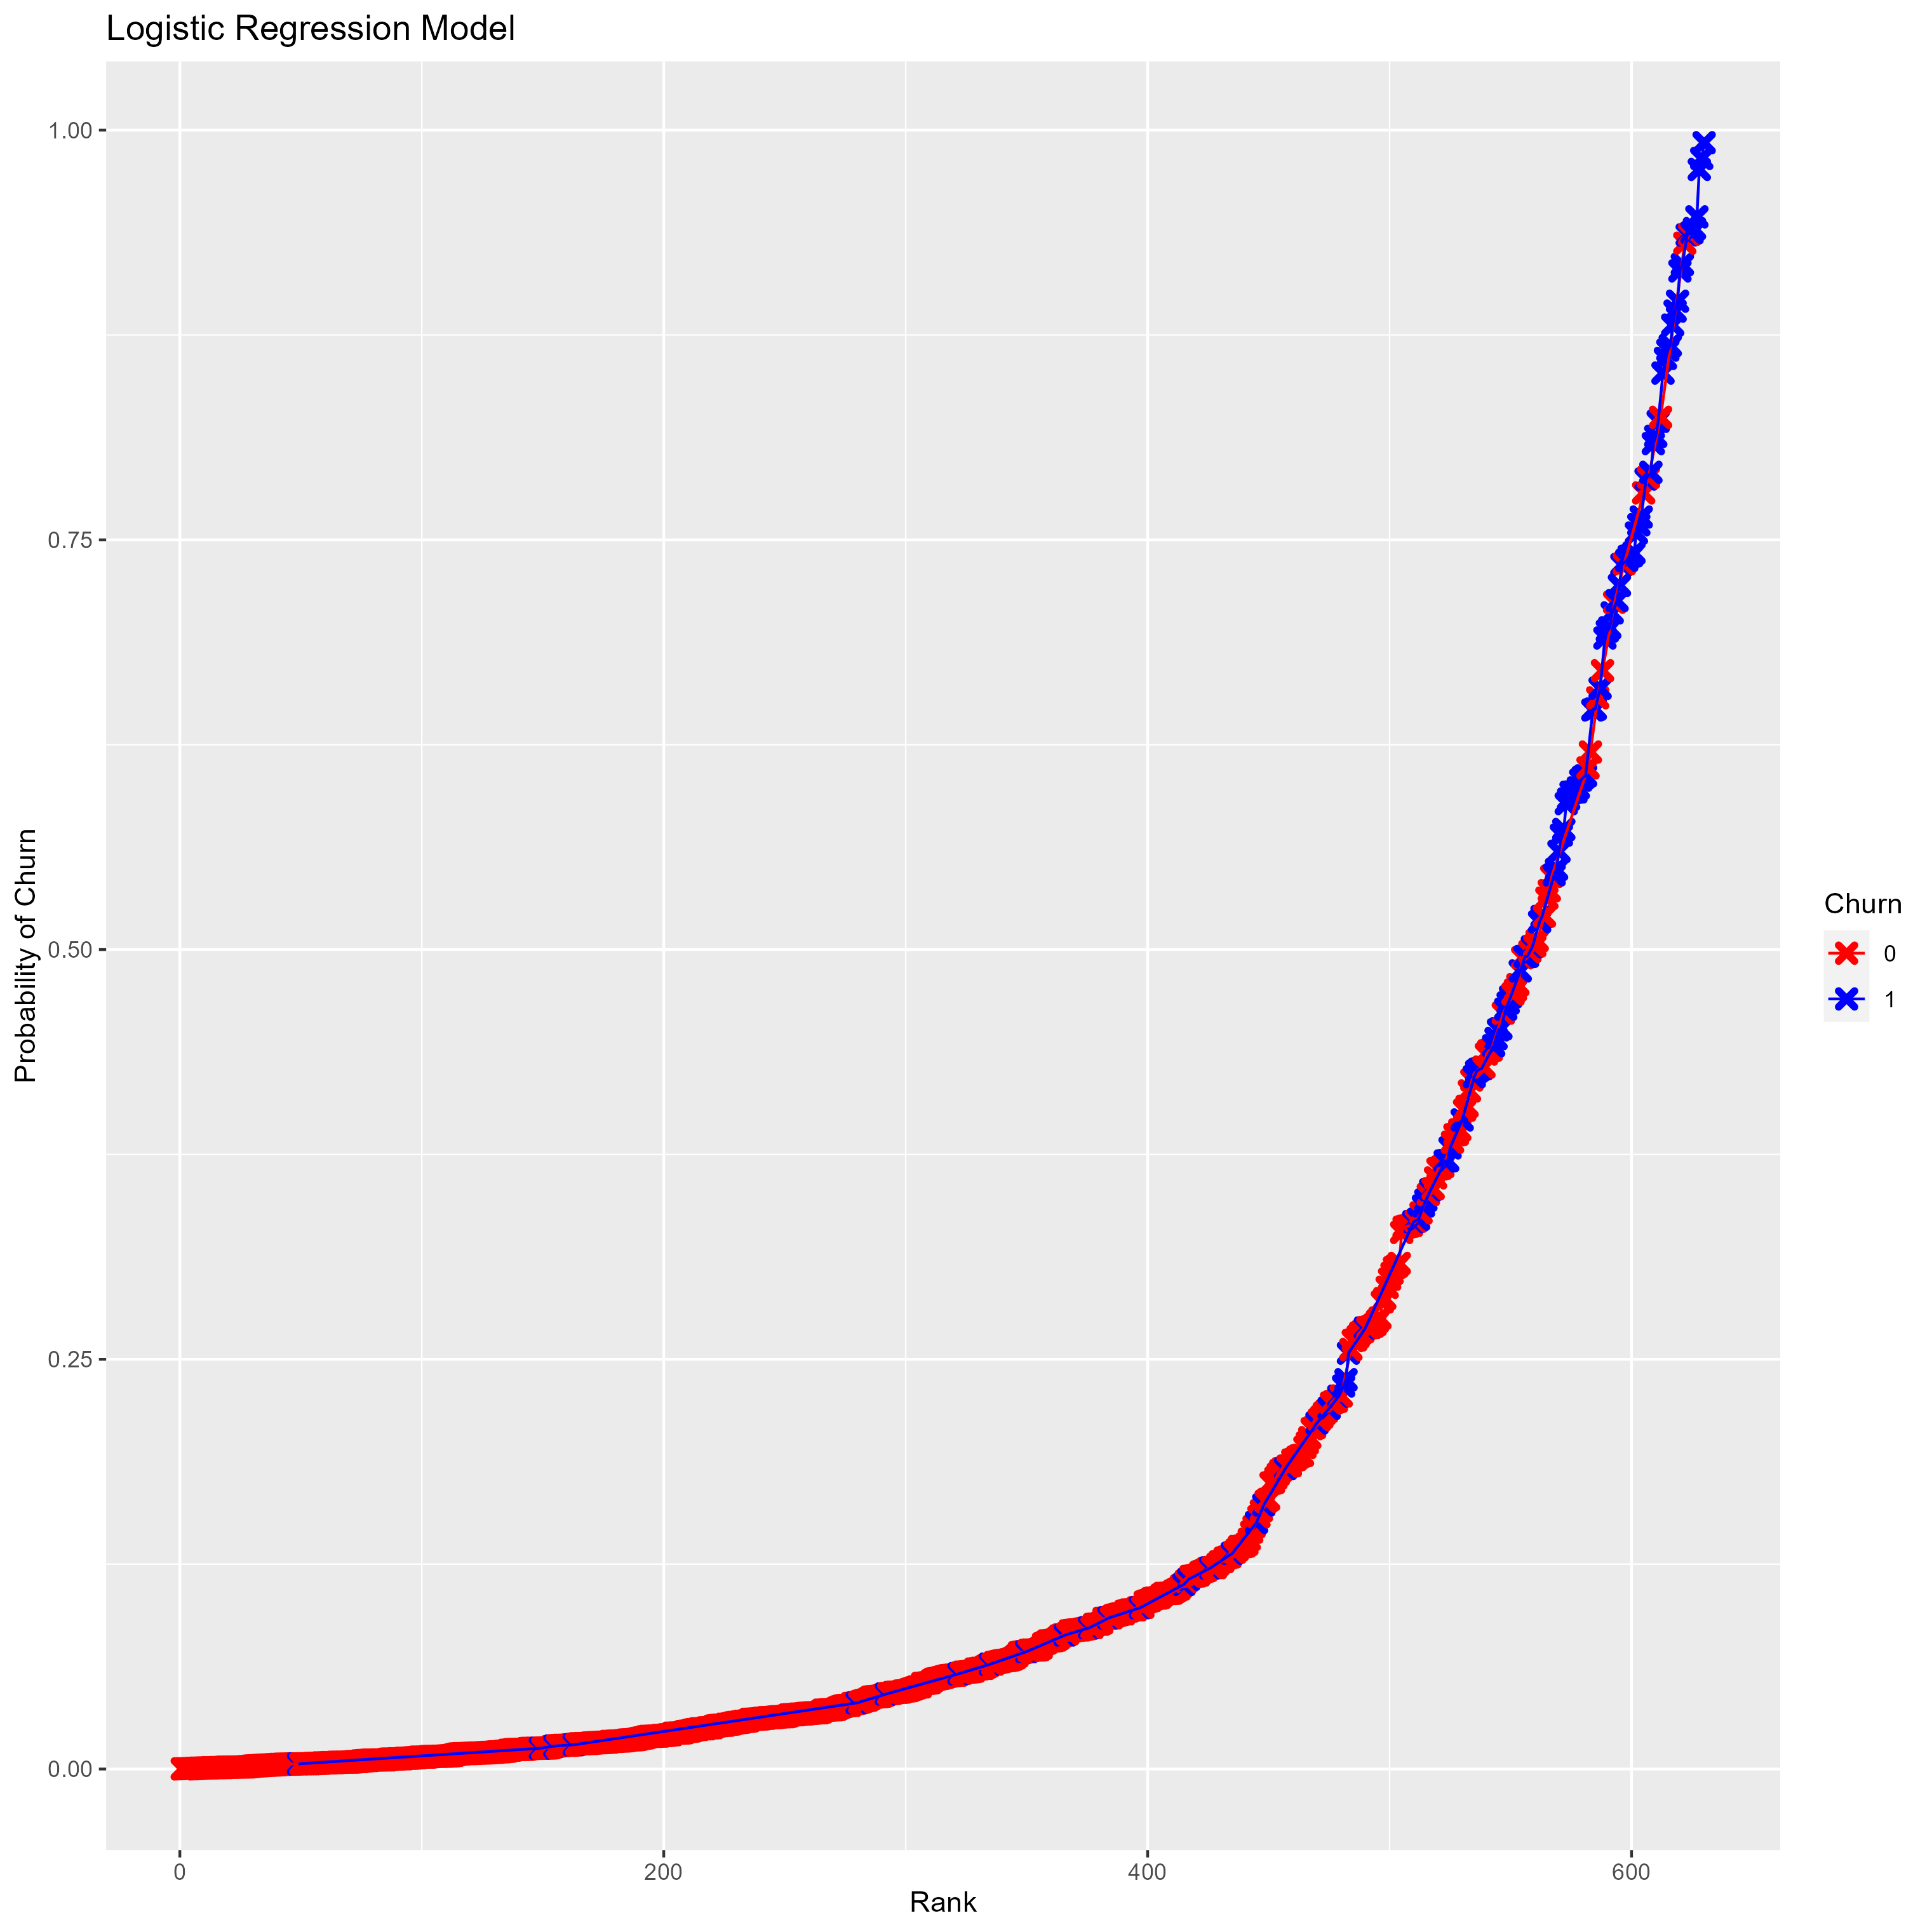 Logistic Regression Model
1.00
0.75
0.50
0.25
0.00
Probability of Churn
0 200 400 600
Rank
Churn
0
1